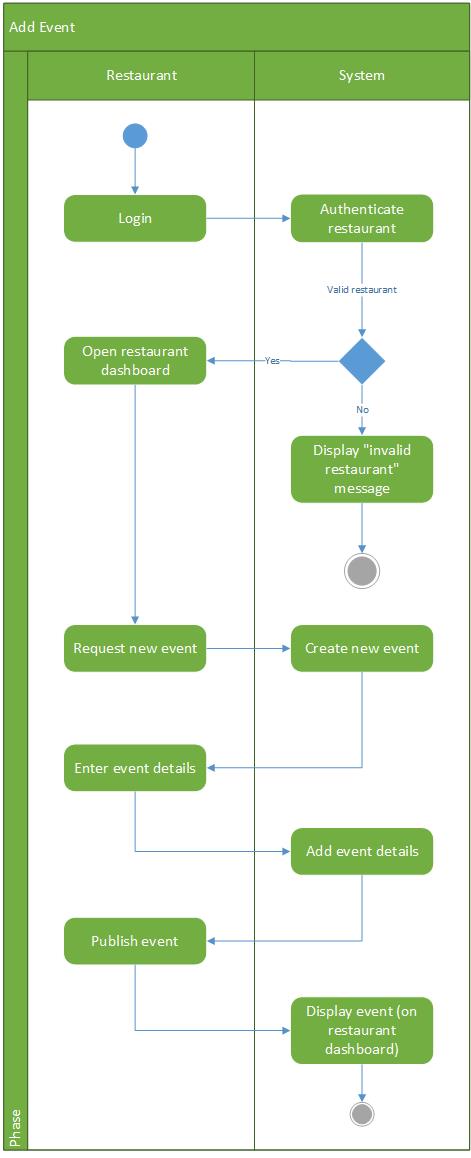 Add Event
Restaurant
System
Login
Authenticate
restaurant
Valid restaurant
Open restaurant
dashboard
Yes
No
Display "invalid
restaurant"
message
Request new event
Create new event
Enter event details
Add event details
Publish event
Display event (on
restaurant
dashboard)
Phase